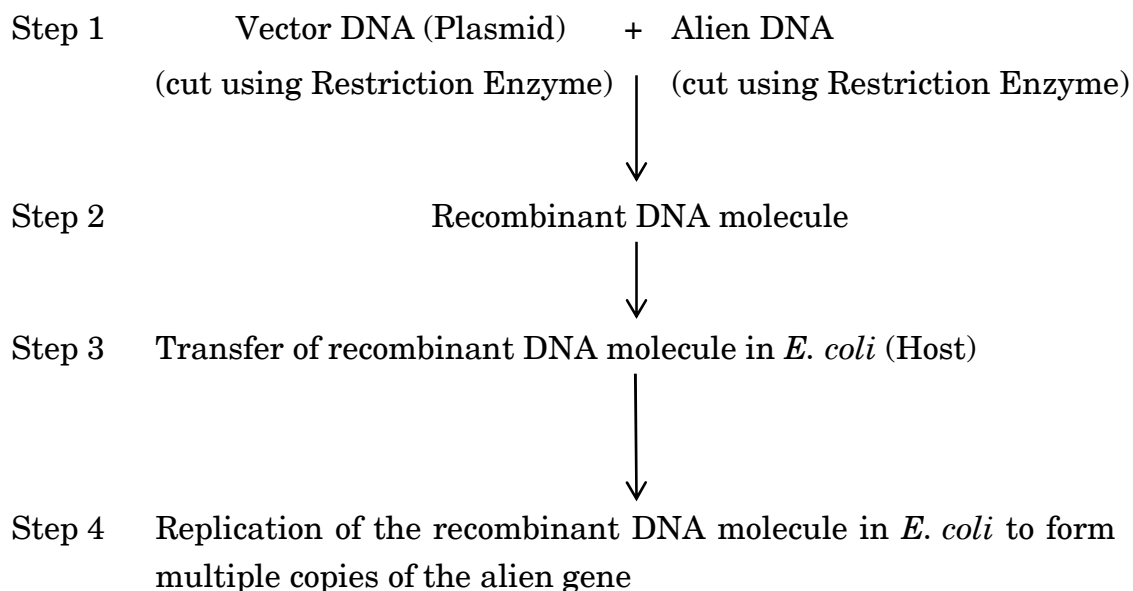 Step 1 Vector DNA (Plasmid) + Alien DNA
(cut using Restriction Enzyme) (cut using Restriction Enzyme)
Step 2 Recombinant DNA molecule
Step 3 Transfer of recombinant DNA molecule in E. coli (Host)
Step 4 Replication of the recombinant DNA molecule in E. coli to form
multiple copies of the alien gene